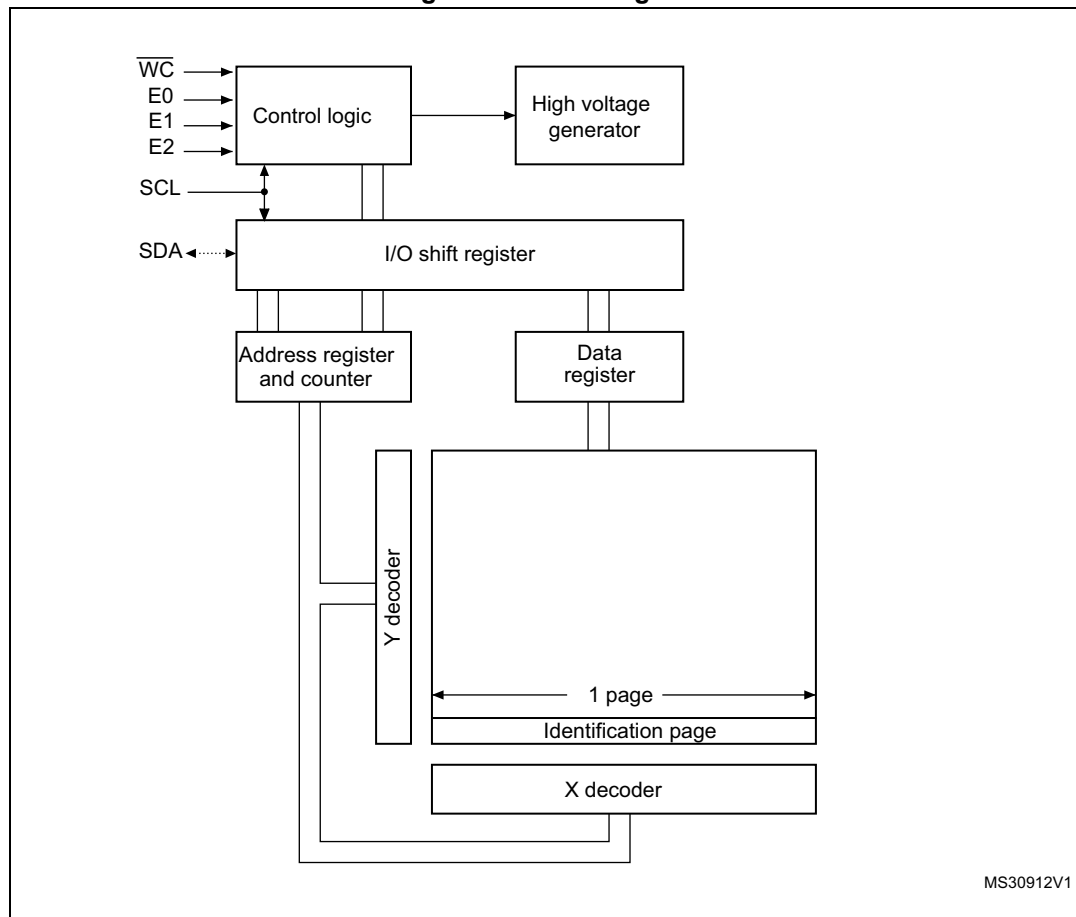 WC
E0
E1
E2
SCL
SDA
Control logic
High voltage
generator
I/O shift register
Address register
and counter
Data
register
Y decoder
1 page
Identification page
X decoder
MS30912V1